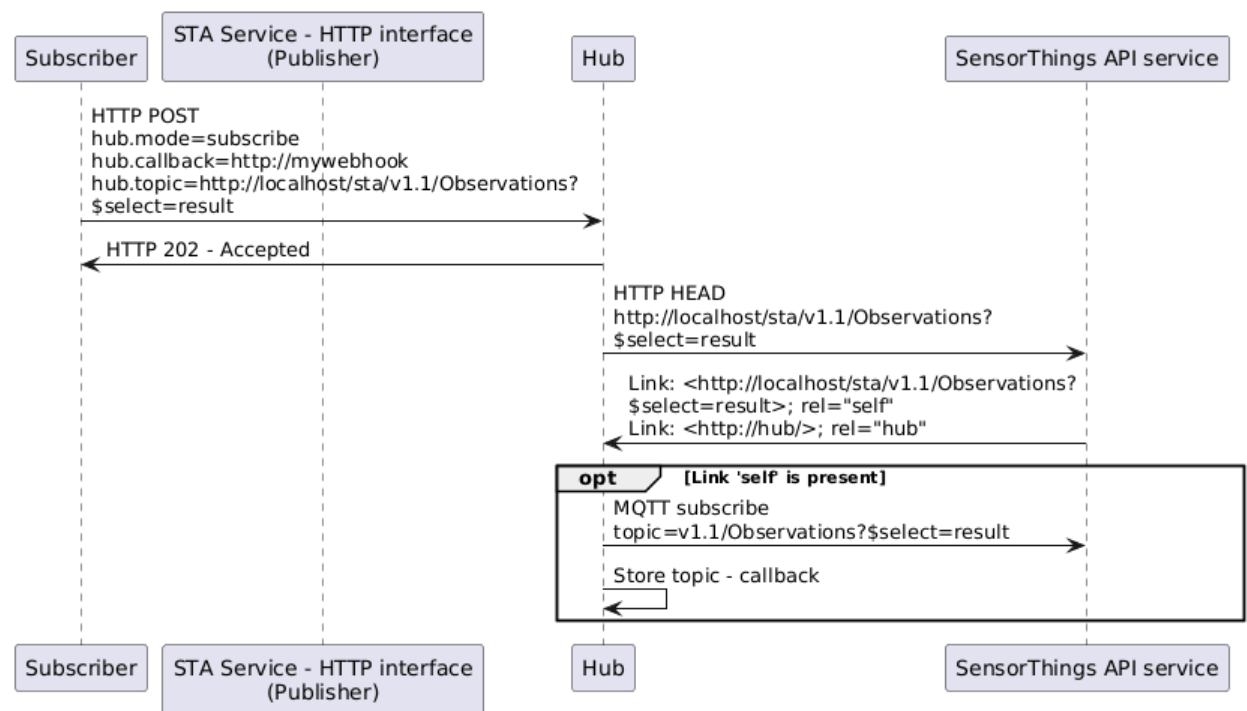 Subscriber
STA Service - HTTP interface
(Publisher)
Hub
SensorThings API service
HTTP POST
hub.mode=subscribe
hub.callback=http://mywebhook
hub.topic=http://localhost/sta/v1.1/Observations?
$select=result
HTTP 202 - Accepted
HTTP HEAD
http://localhost/sta/v1.1/Observations?
$select=result
Link: <http://localhost/sta/v1.1/Observations?
$select=result>; rel="self"
Link: <http://hub/>; rel="hub"
opt
[Link 'self' is present]
MQTT subscribe
topic=v1.1/Observations?$select=result
Store topic - callback
Subscriber
STA Service - HTTP interface
(Publisher)
Hub
SensorThings API service